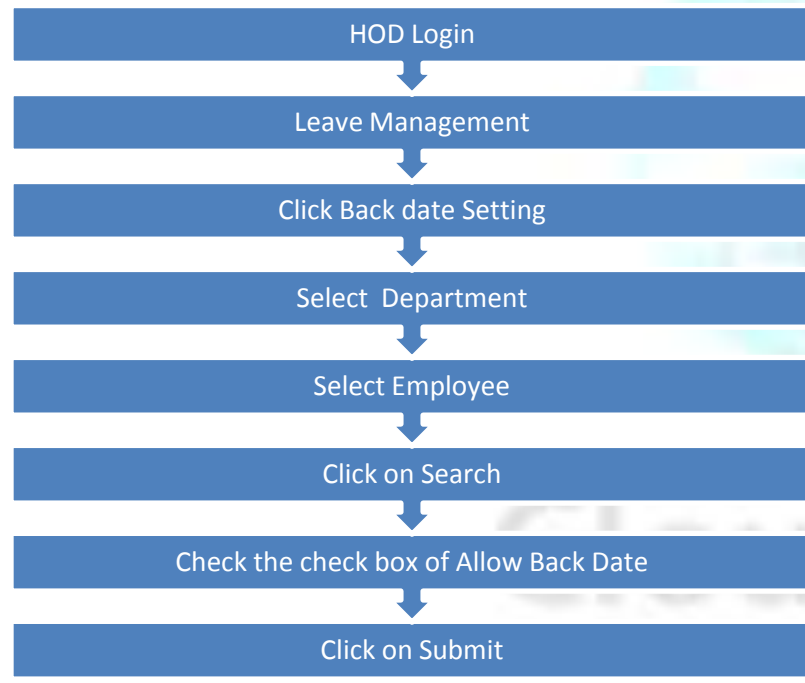 HOD Login
Leave Management
Click Back date Setting
Select Department
Select Employee
Click on Search
Check the check box of Allow Back Date
Click on Submit